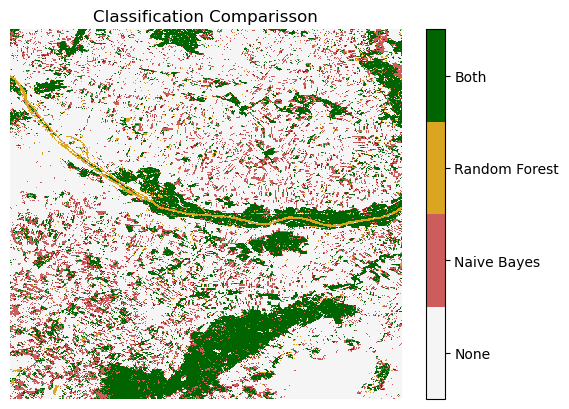 Classification Comparisson
Both
Random Forest
Naive Bayes
None